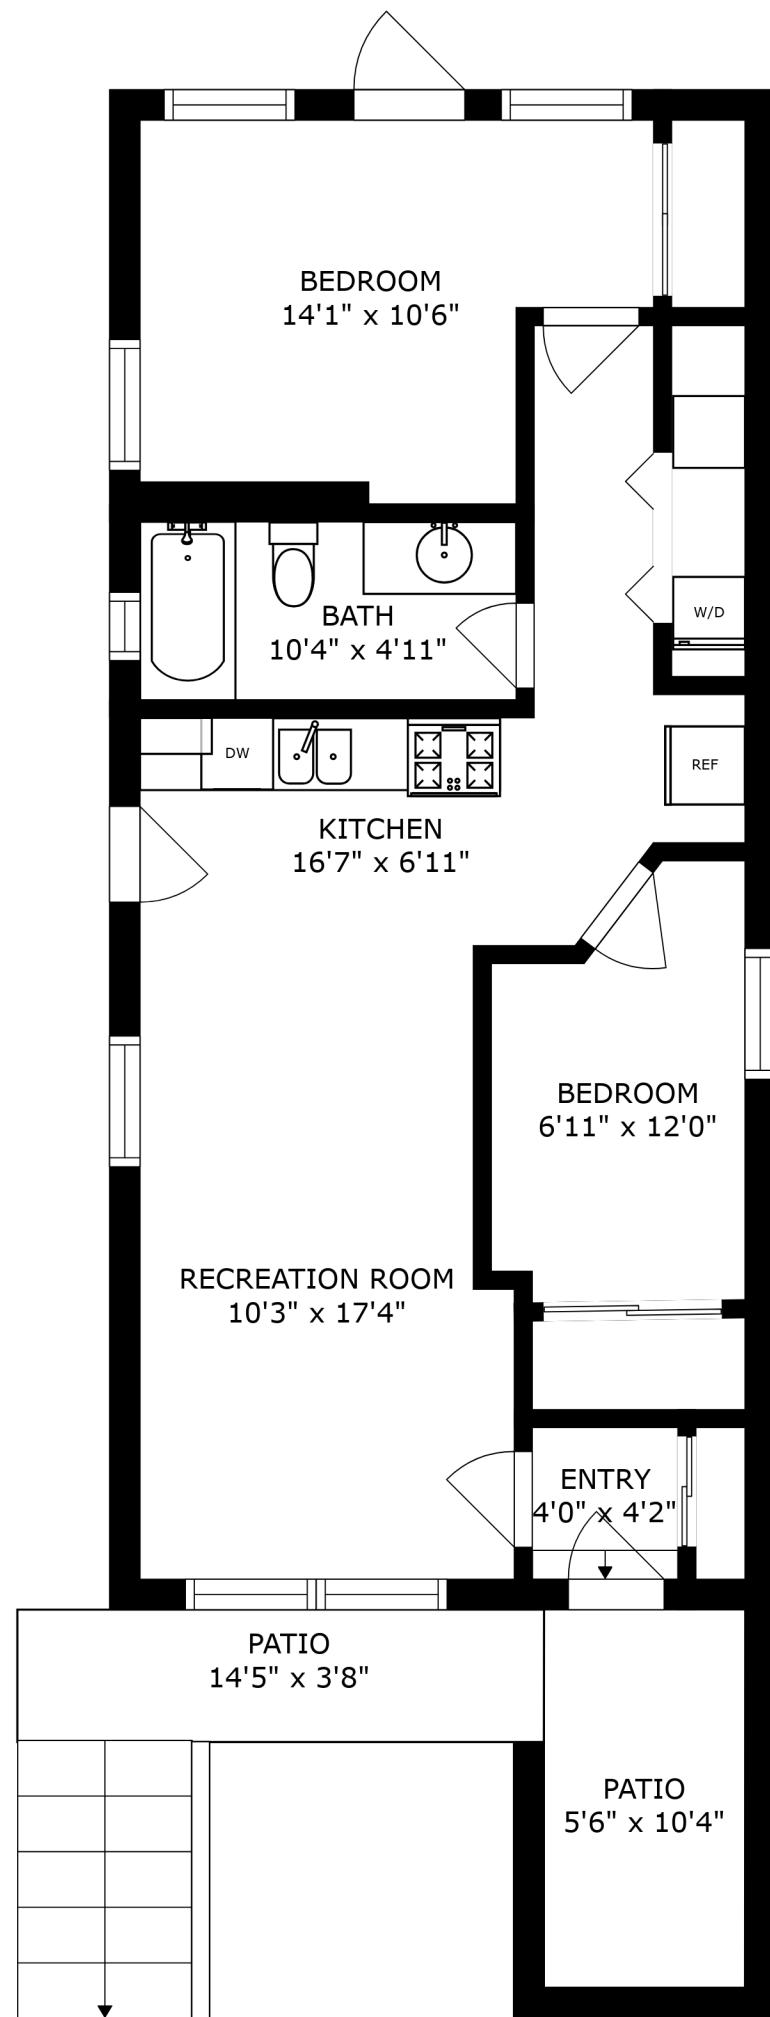 BEDROOM
14'1" x 10'6"
W/D
BATH
10'4" x 4'11"
DW
REF
KITCHEN
16'7" x 6'11"
BEDROOM
6'11" x 12'0"
RECREATION ROOM
10'3" x 17'4"
ENTRY
4'0" x 4'2"
PATIO
14'5" x 3'8"
PATIO
5'6" x 10'4"